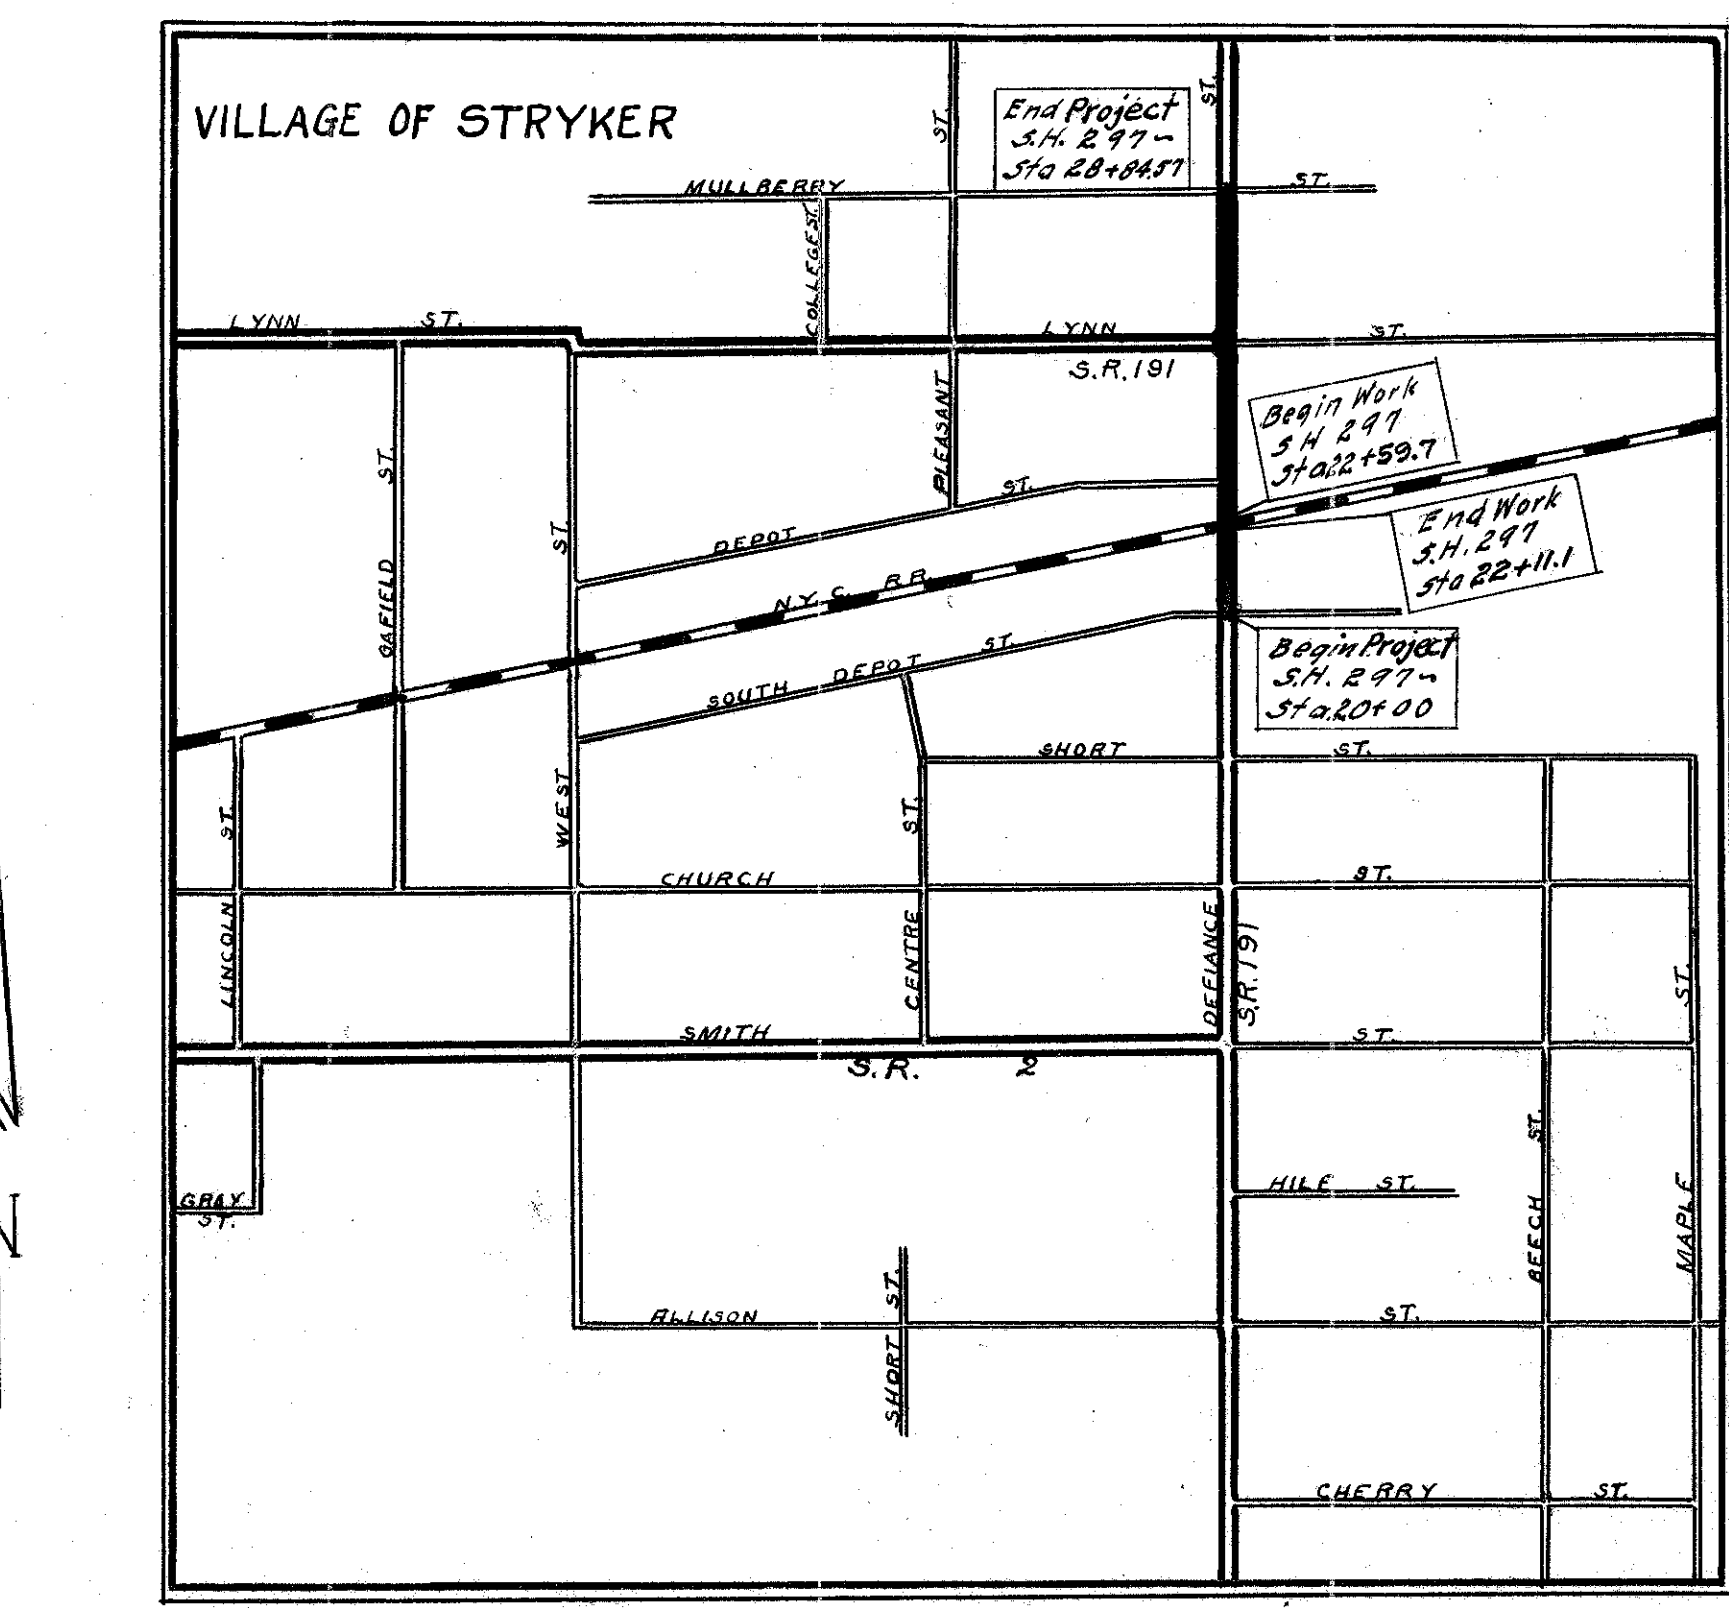 VILLAGE OF STRYKER
End Project
S.H. 297~
Sta 28+84.57
ST.
ST.
MULLBERRY ST.
COLLEGE ST.
LYNN ST. LYNN ST.
S.R. 191
Begin Work
S H 297
Sta 22+59.7
PLEASANT
ST.
ST.
DEPOT ST.
End Work
S.H. 297
Sta 22+11.1
GAFIELD
N.Y.C. R.R.
SOUTH DEPOT ST.
Begin Project
S.H. 297~
Sta. 20+00
SHORT ST.
ST.
WEST
ST.
CHURCH ST.
LINCOLN
CENTRE
DEFIANCE
S.R. 191
ST.
SMITH ST.
S.R. 2
HILE ST.
GRAY
ST.
BEECH ST.
MAPLE
ALLISON ST.
SHORT ST.
CHERRY ST.
N